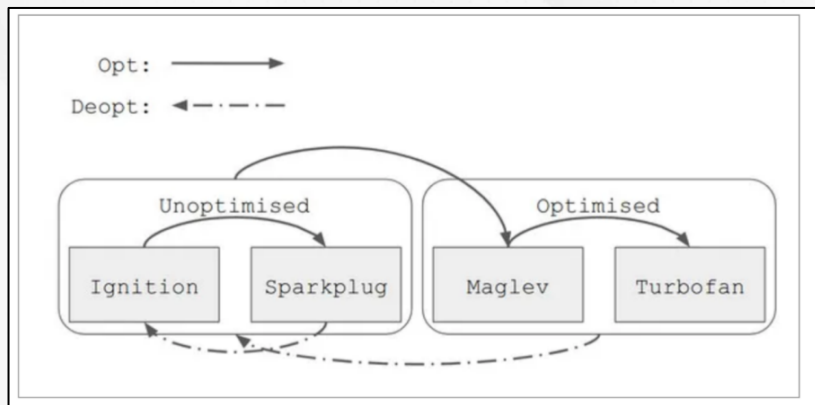 Opt:
Deopt:
Unoptimised
Optimised
Ignition
Sparkplug
Maglev
Turbofan